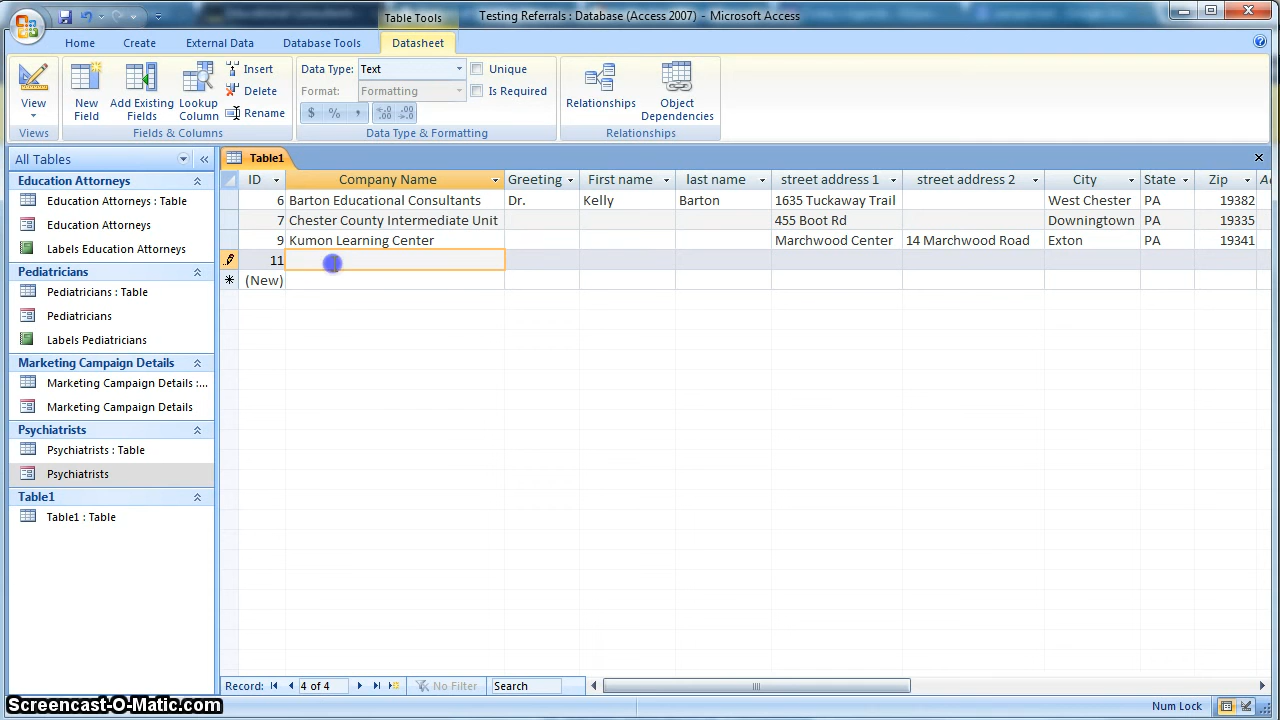 Table Tools
Testing Referrals : Database (Access 2007) - Microsoft Access
Home Create External Data Database Tools Datasheet
View
Views
New Field
Add Existing Fields
Lookup Column
Insert
Delete
Rename
Fields & Columns
Data Type: Text
Format: Formatting
$ % ,
Unique
Is Required
Data Type & Formatting
Relationships
Object Dependencies
Relationships
All Tables
Education Attorneys
Education Attorneys : Table
Education Attorneys
Labels Education Attorneys
Pediatricians
Pediatricians : Table
Pediatricians
Labels Pediatricians
Marketing Campaign Details
Marketing Campaign Details :...
Marketing Campaign Details
Psychiatrists
Psychiatrists : Table
Psychiatrists
Table1
Table1 : Table
Table1
ID Company Name Greeting First name last name street address 1 street address 2 City State Zip
6 Barton Educational Consultants Dr. Kelly Barton 1635 Tuckaway Trail West Chester PA 19382
7 Chester County Intermediate Unit 455 Boot Rd Downingtown PA 19335
9 Kumon Learning Center Marchwood Center 14 Marchwood Road Exton PA 19341
11
(New)
Record: 4 of 4 No Filter Search
Screencast-O-Matic.com
Num Lock